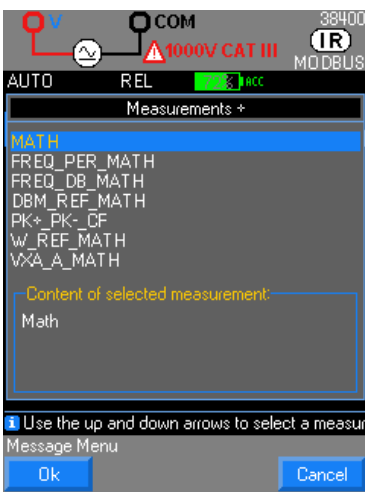 V COM 38400
IR
1000V CAT III MODBUS
AUTO REL ACC
Measurements +
MATH
FREQ_PER_MATH
FREQ_DB_MATH
DBM_REF_MATH
PK+_PK-_CF
W_REF_MATH
VXA_A_MATH
Content of selected measurement:
Math
i Use the up and down arrows to select a measur
Message Menu
Ok Cancel